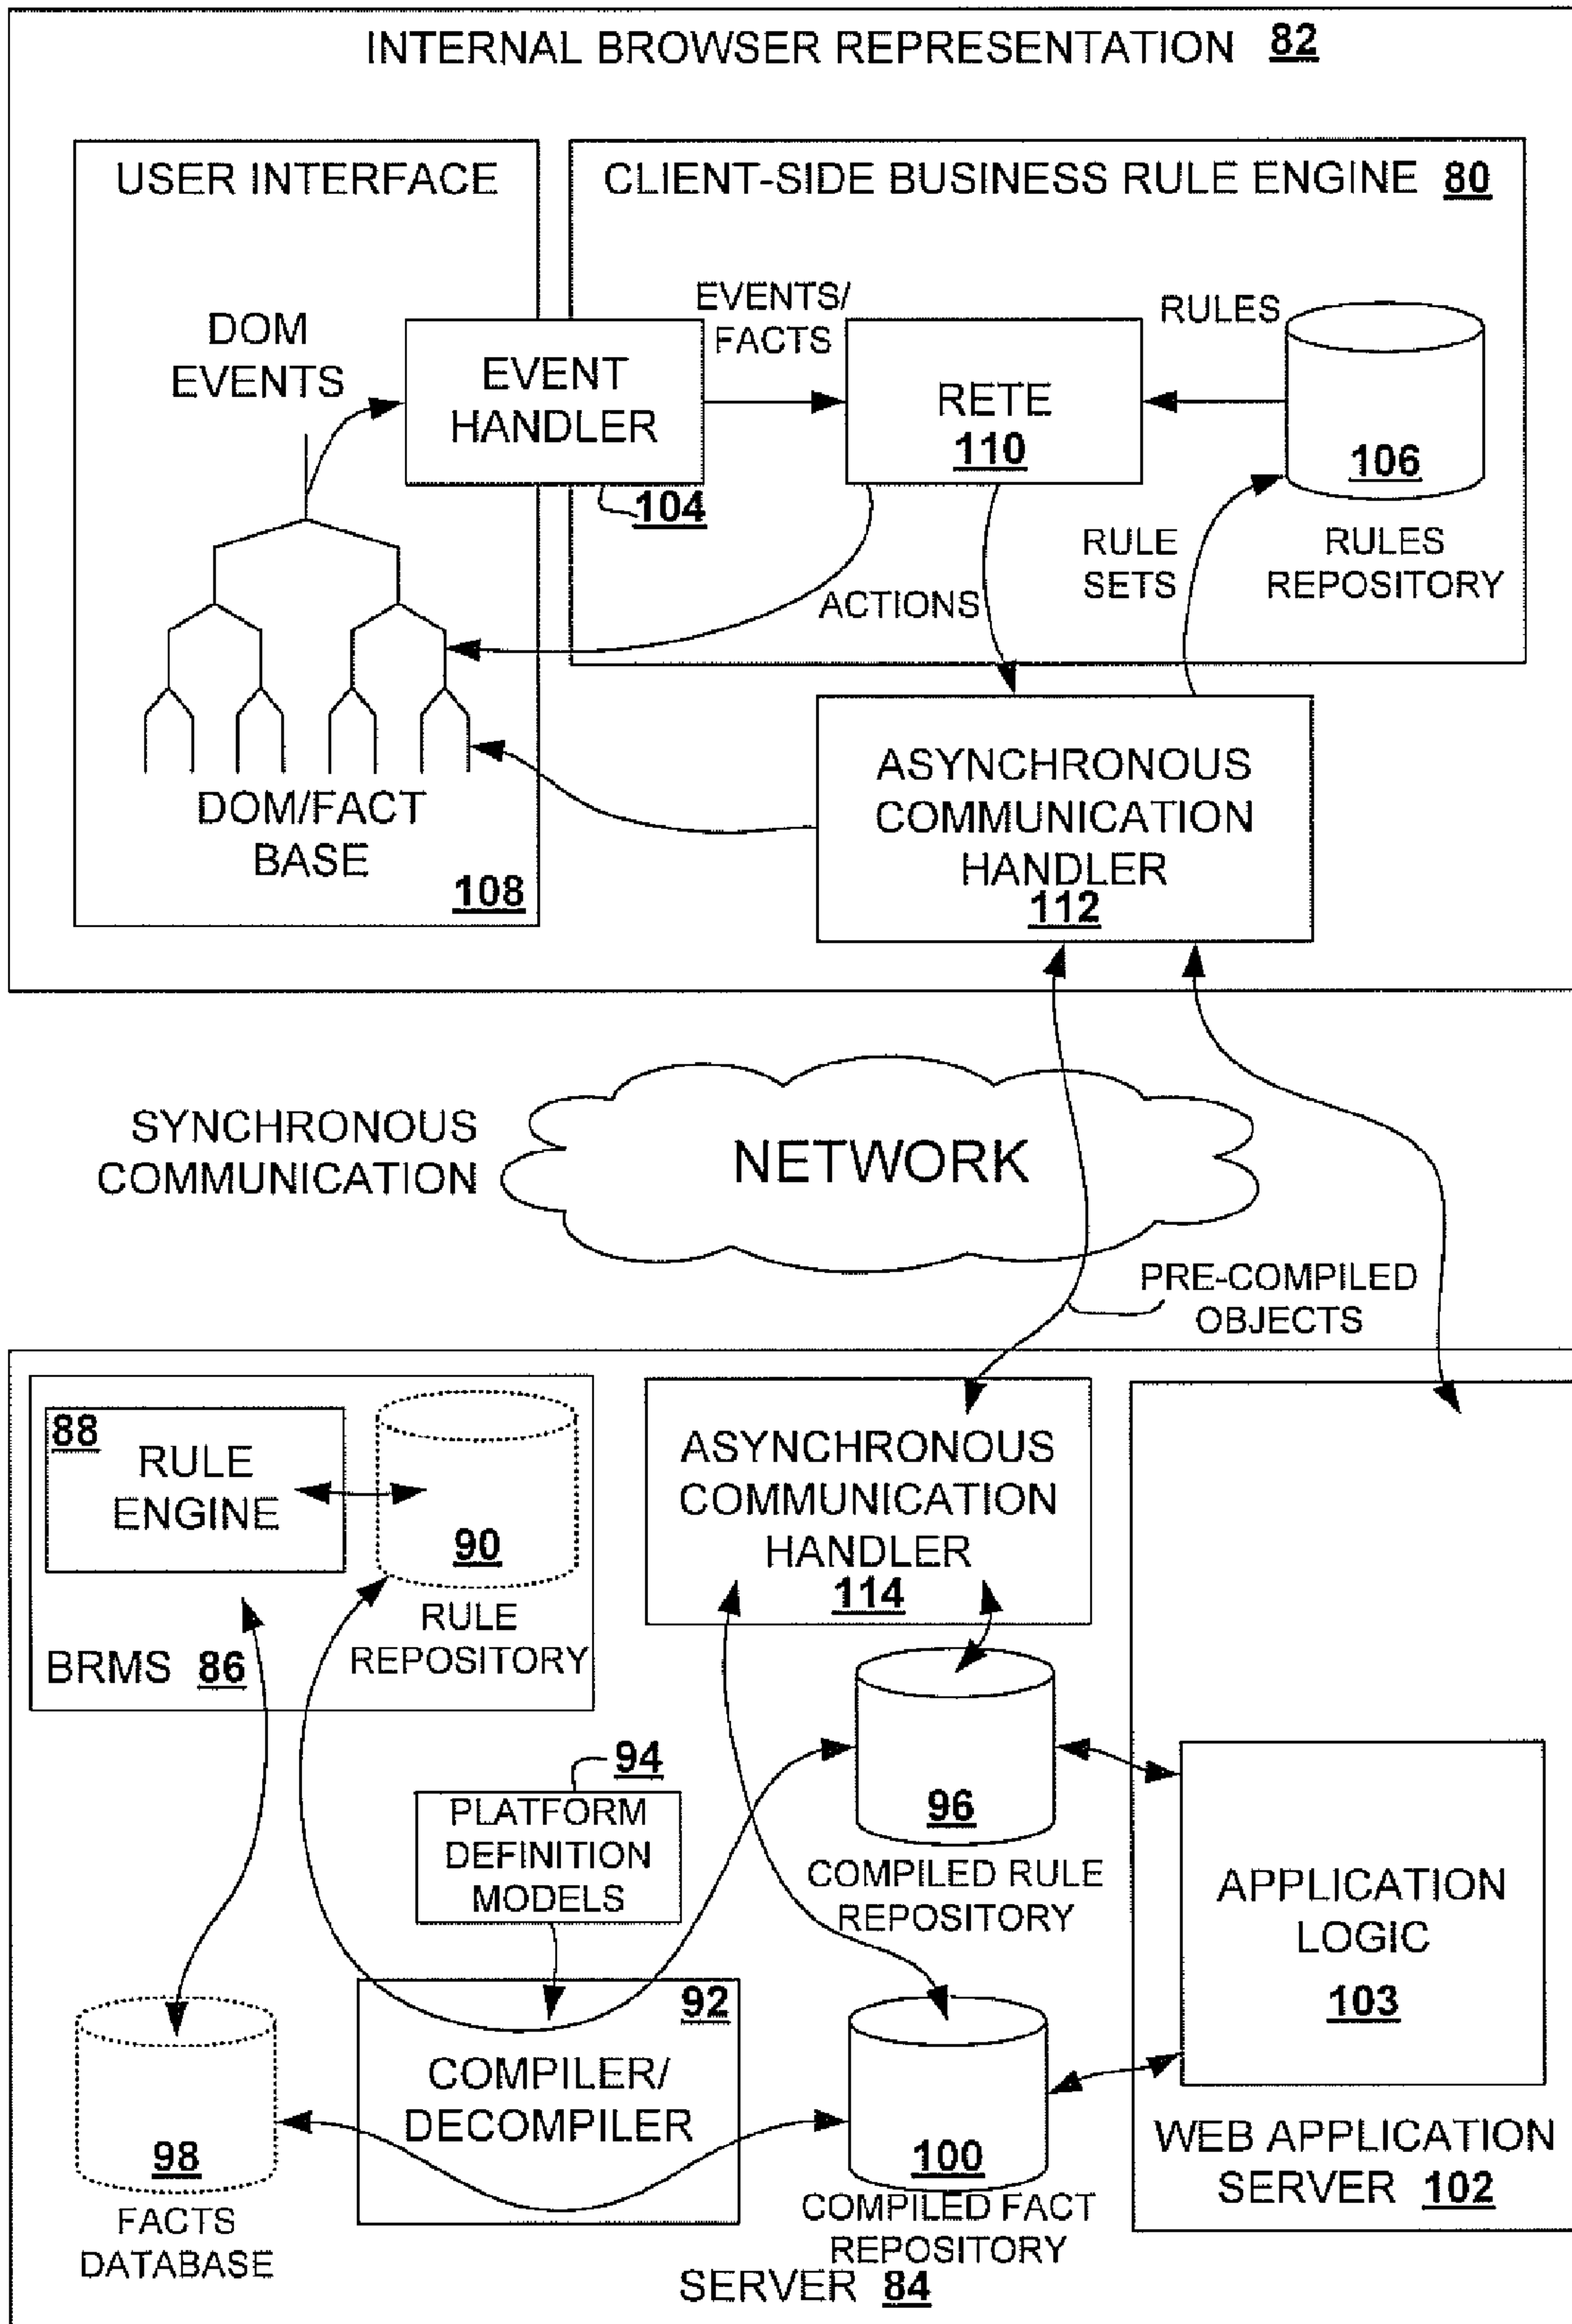 INTERNAL BROWSER REPRESENTATION 82
USER INTERFACE
CLIENT-SIDE BUSINESS RULE ENGINE 80
DOM
EVENTS
EVENT
HANDLER
104
EVENTS/
FACTS
RETE
110
RULES
106
RULES
REPOSITORY
RULE
SETS
ACTIONS
DOM/FACT
BASE
108
ASYNCHRONOUS
COMMUNICATION
HANDLER
112
SYNCHRONOUS
COMMUNICATION
NETWORK
PRE-COMPILED
OBJECTS
88
RULE
ENGINE
90
RULE
REPOSITORY
BRMS 86
ASYNCHRONOUS
COMMUNICATION
HANDLER
114
94
PLATFORM
DEFINITION
MODELS
96
COMPILED RULE
REPOSITORY
APPLICATION
LOGIC
103
92
COMPILER/
DECOMPILER
98
FACTS
DATABASE
100
COMPILED FACT
REPOSITORY
WEB APPLICATION
SERVER 102
SERVER 84